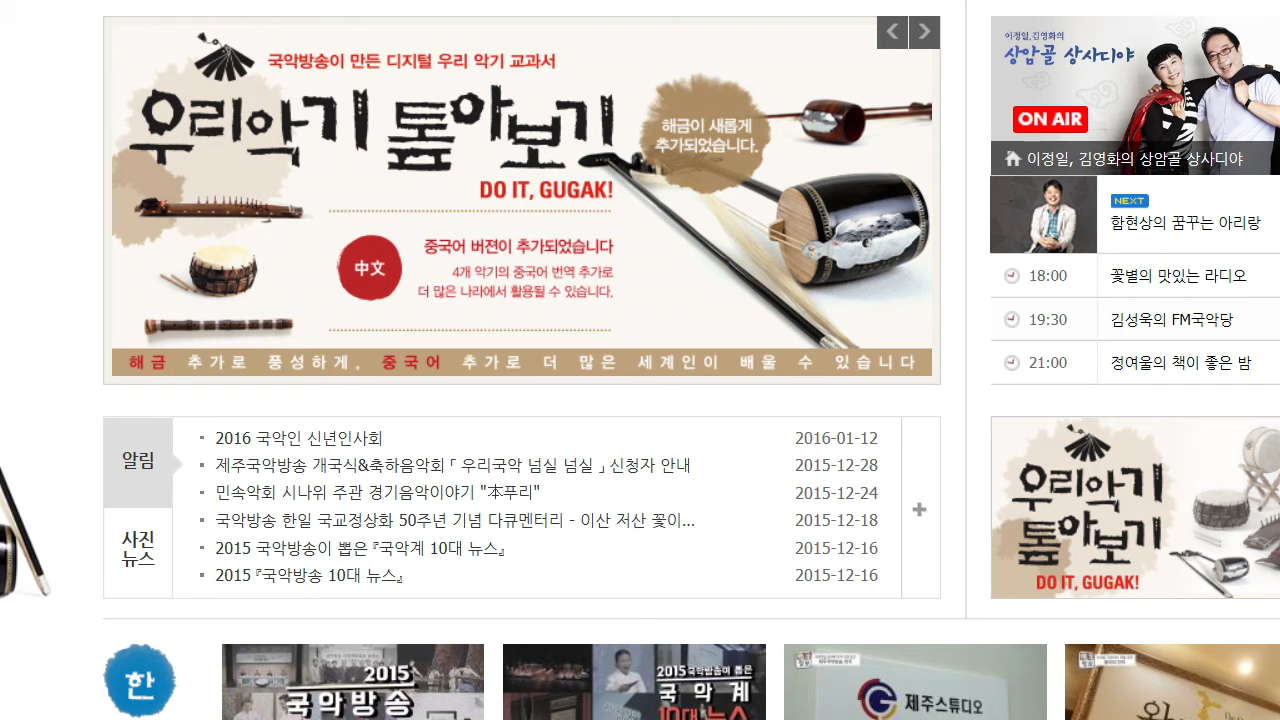 국악방송이 만든 디지털 우리 악기 교과서
우리악기 톺아보기
DO IT, GUGAK!
해금이 새롭게
추가되었습니다.
中文
중국어 버젼이 추가되었습니다
4개 악기의 중국어 번역 추가로
더 많은 나라에서 활용될 수 있습니다.
해금 추가로 풍성하게, 중국어 추가로 더 많은 세계인이 배울 수 있습니다
이정일,김영화의
상암골 상사디야
ON AIR
이정일, 김영화의 상암골 상사디야
NEXT
함현상의 꿈꾸는 아리랑
18:00 꽃별의 맛있는 라디오
19:30 김성욱의 FM국악당
21:00 정여울의 책이 좋은 밤
알림
사진
뉴스
2016 국악인 신년인사회 2016-01-12
제주국악방송 개국식&축하음악회 ｢ 우리국악 넘실 넘실 ｣ 신청자 안내 2015-12-28
민속악회 시나위 주관 경기음악이야기 "本푸리" 2015-12-24
국악방송 한일 국교정상화 50주년 기념 다큐멘터리 - 이산 저산 꽃이... 2015-12-18
2015 국악방송이 뽑은 『국악계 10대 뉴스』 2015-12-16
2015 『국악방송 10대 뉴스』 2015-12-16
우리악기
톺아보기
DO IT, GUGAK!
한
2015
국악방송
2015 국악방송이 뽑은
국악계
10대 뉴스
제주스튜디오